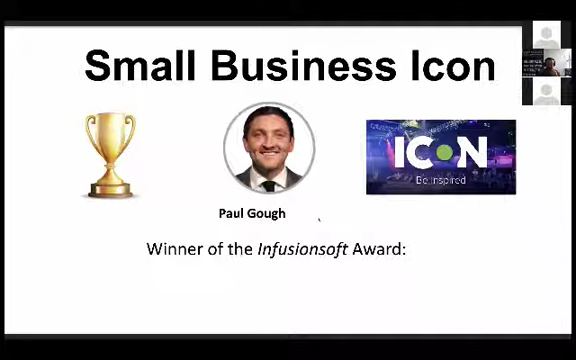 Small Business Icon
ICON
Be Inspired
Paul Gough
Winner of the Infusionsoft Award: